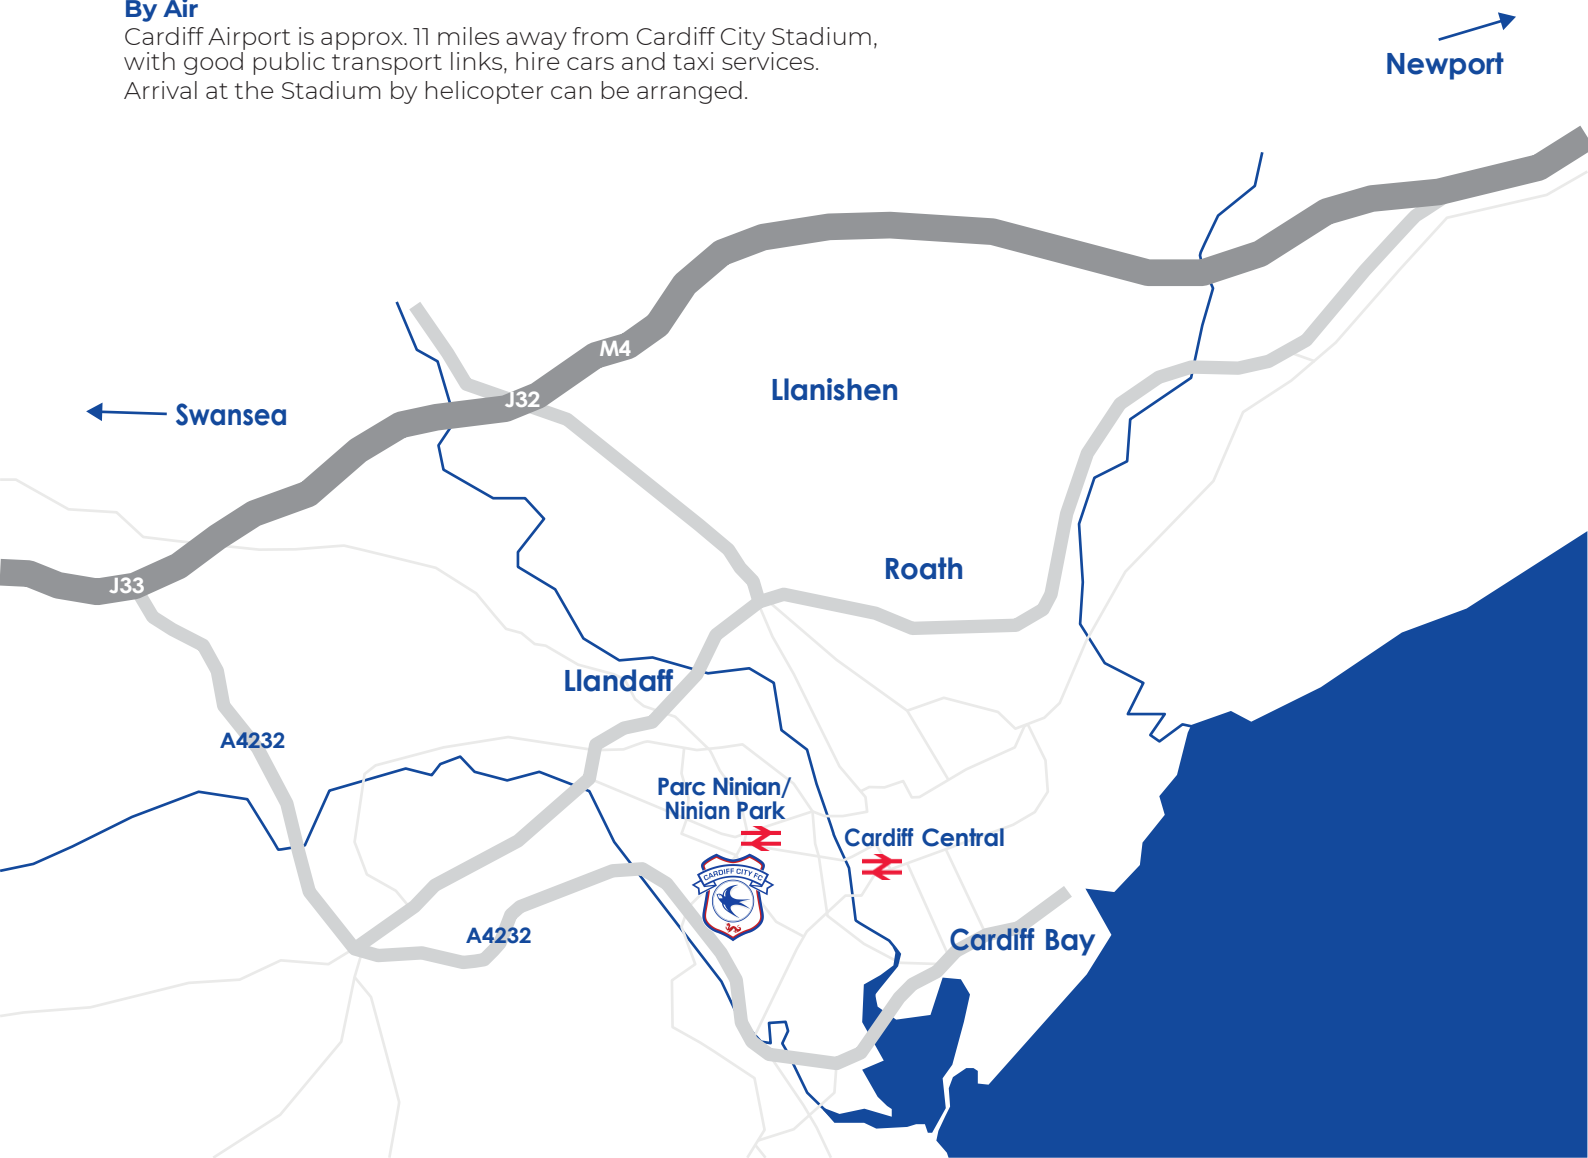 By Air
Cardiff Airport is approx. 11 miles away from Cardiff City Stadium,
with good public transport links, hire cars and taxi services.
Arrival at the Stadium by helicopter can be arranged.
Newport
M4
Llanishen
J32
Swansea
Roath
J33
Llandaff
A4232
Parc Ninian/
Ninian Park
Cardiff Central
CARDIFF CITY FC
A4232
Cardiff Bay